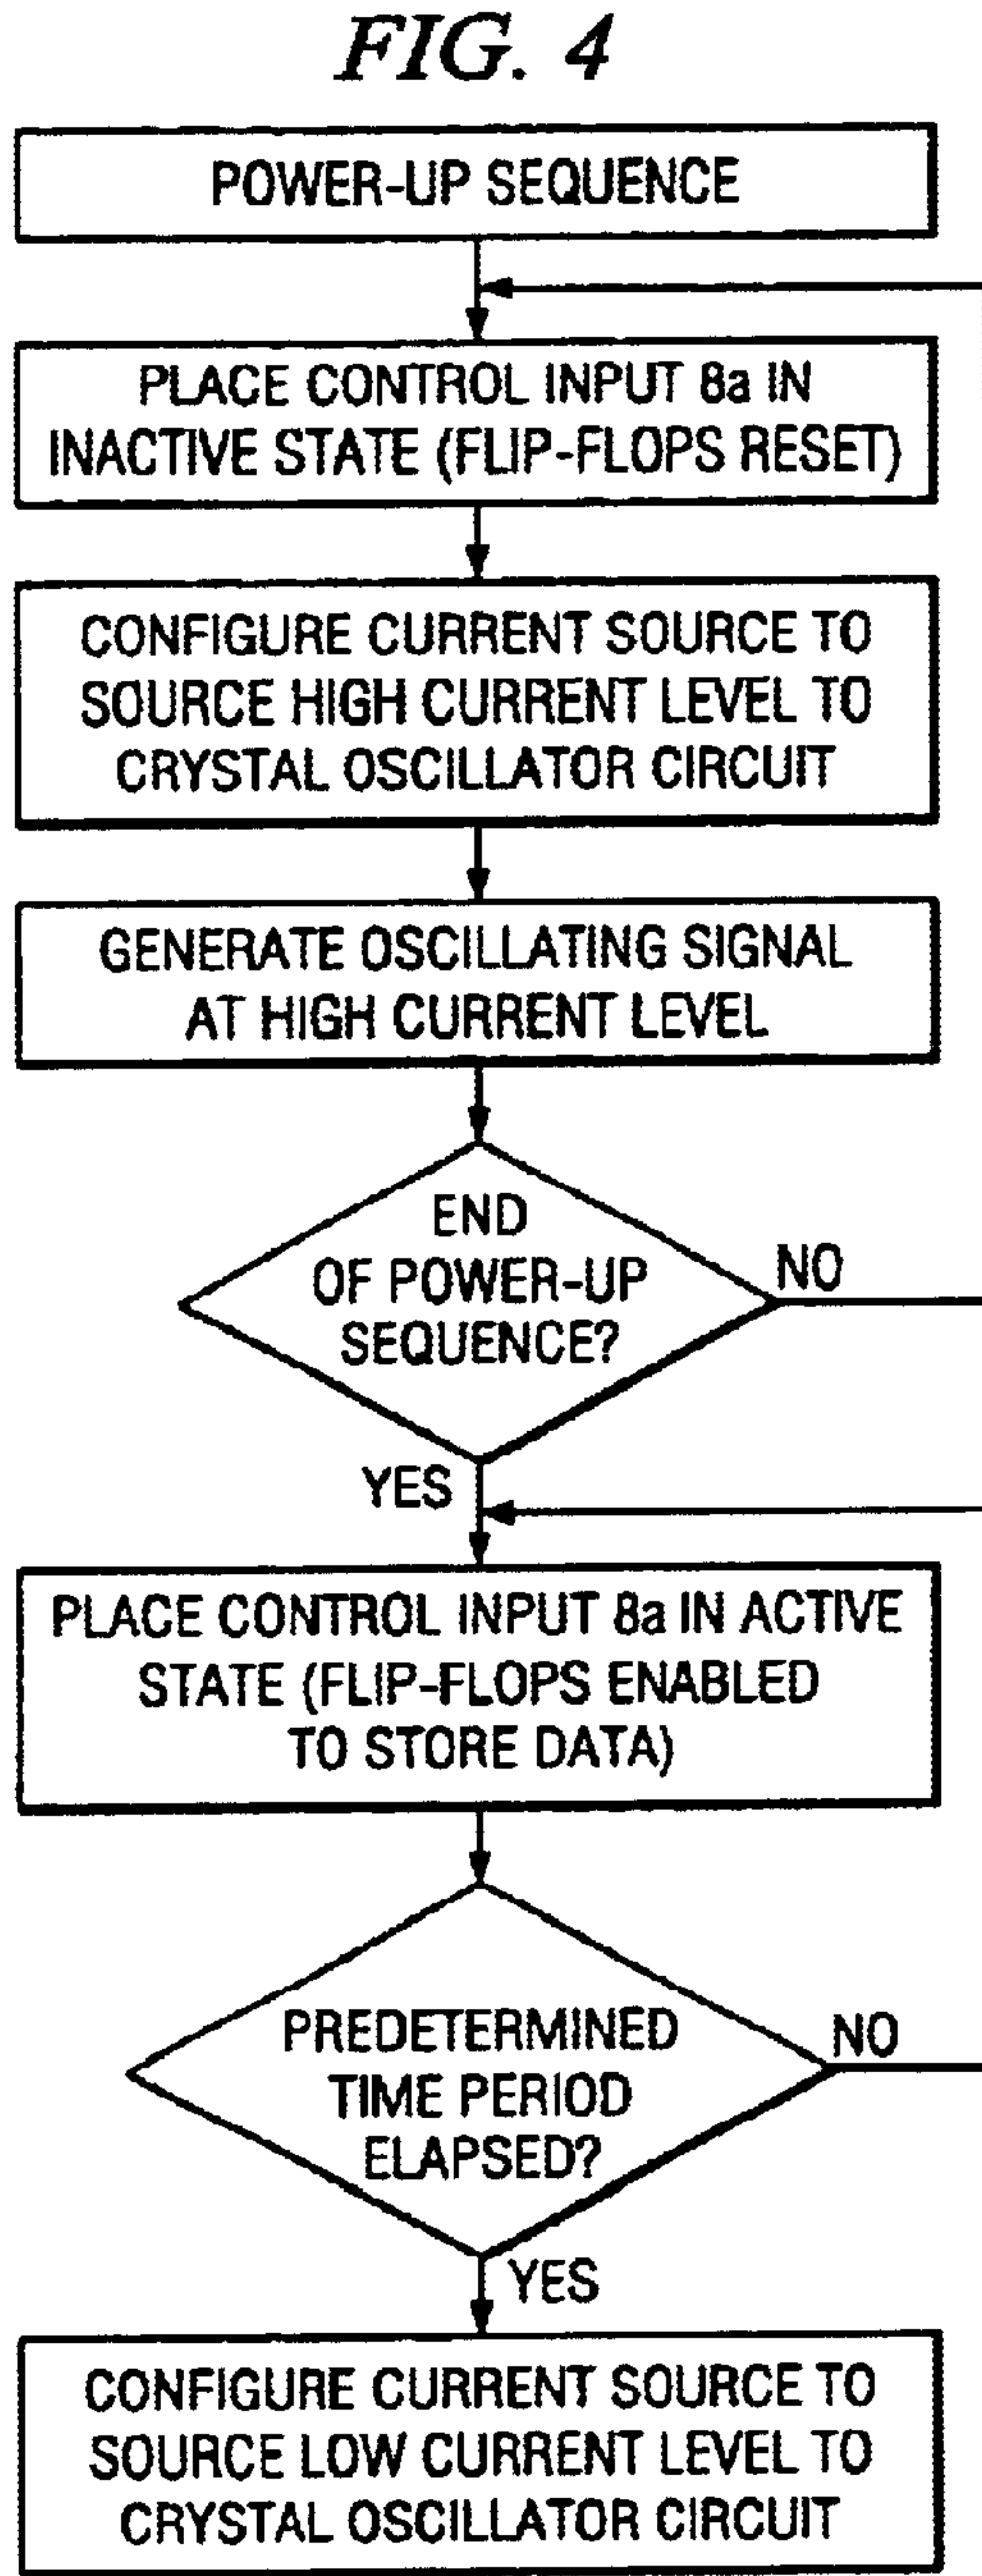 FIG. 4
POWER-UP SEQUENCE
PLACE CONTROL INPUT 8a IN
INACTIVE STATE (FLIP-FLOPS RESET)
CONFIGURE CURRENT SOURCE TO
SOURCE HIGH CURRENT LEVEL TO
CRYSTAL OSCILLATOR CIRCUIT
GENERATE OSCILLATING SIGNAL
AT HIGH CURRENT LEVEL
END
OF POWER-UP
SEQUENCE?
NO
YES
PLACE CONTROL INPUT 8a IN ACTIVE
STATE (FLIP-FLOPS ENABLED
TO STORE DATA)
PREDETERMINED
TIME PERIOD
ELAPSED?
NO
YES
CONFIGURE CURRENT SOURCE TO
SOURCE LOW CURRENT LEVEL TO
CRYSTAL OSCILLATOR CIRCUIT